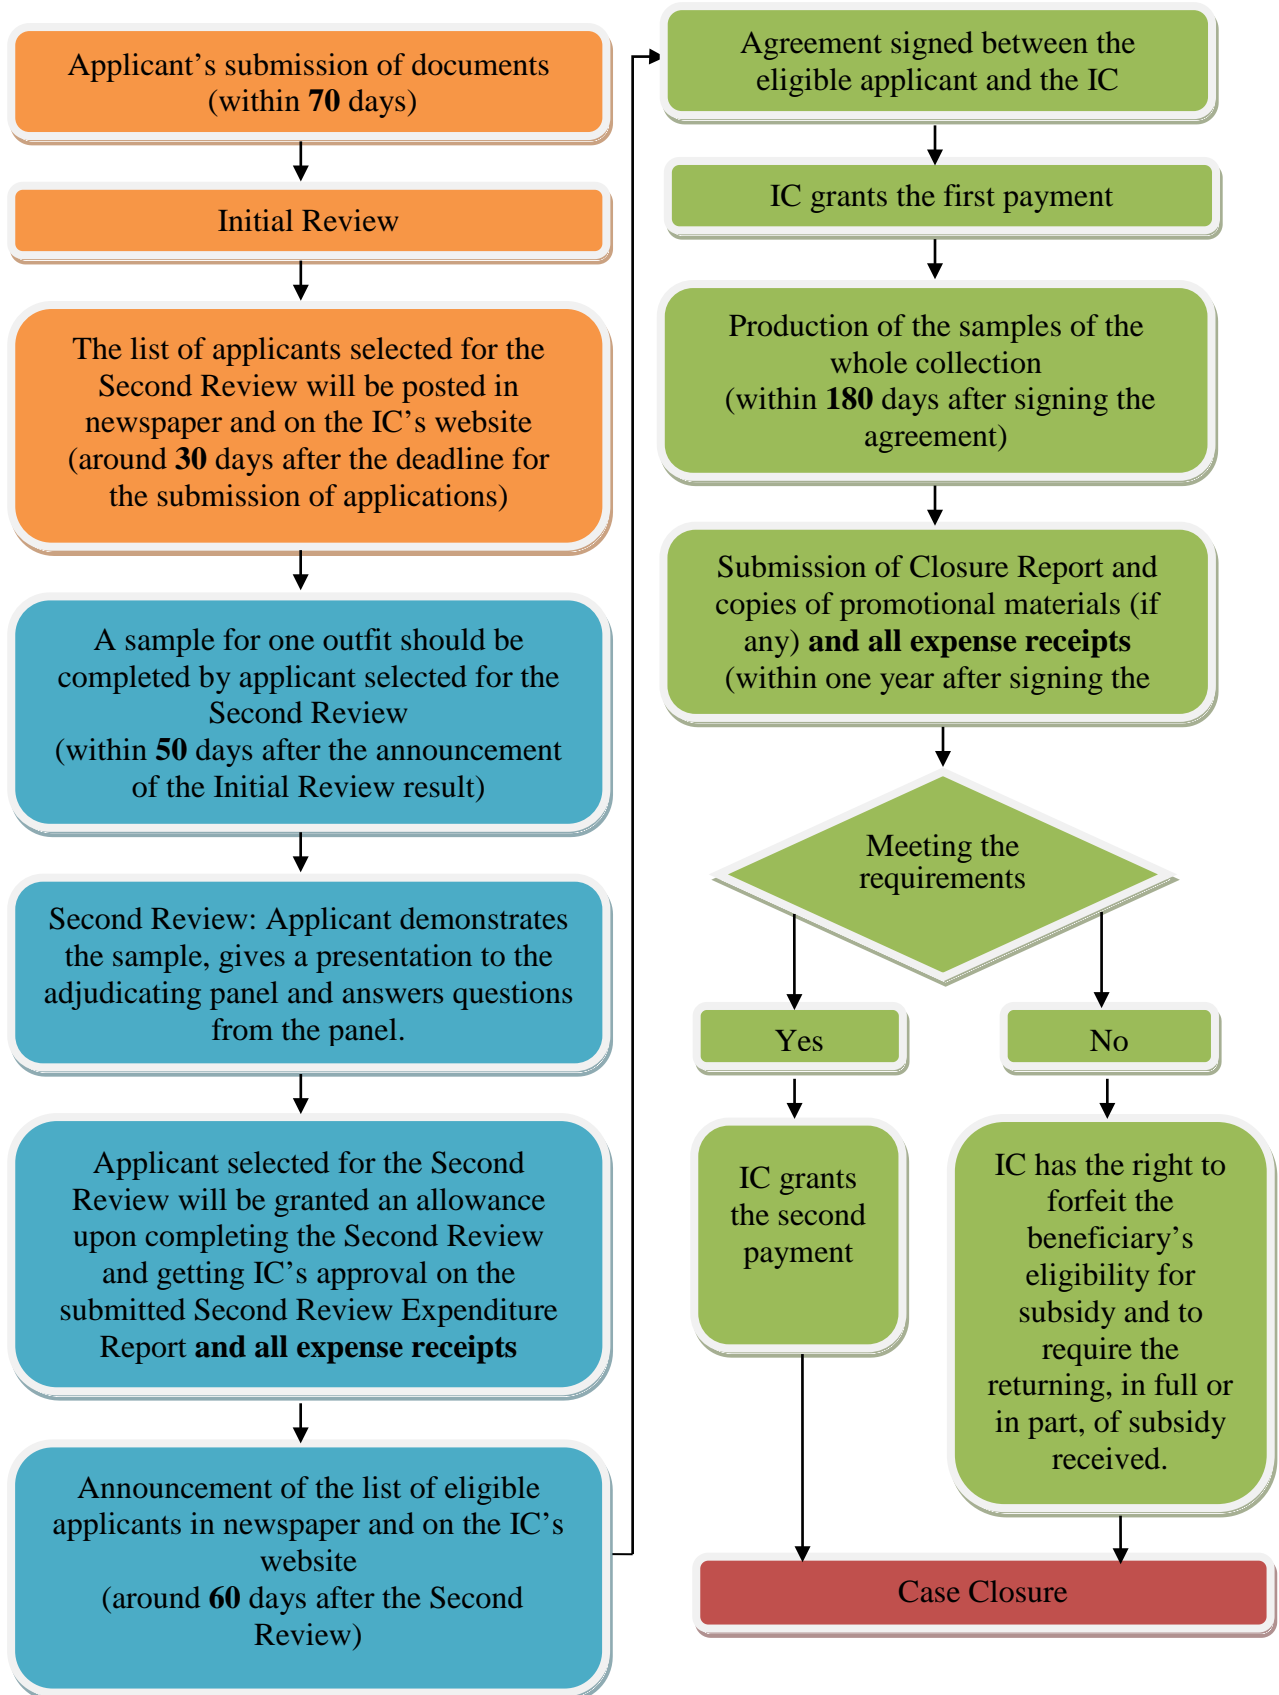 Applicant’s submission of documents
(within 70 days)
Initial Review
The list of applicants selected for the
Second Review will be posted in
newspaper and on the IC’s website
(around 30 days after the deadline for
the submission of applications)
A sample for one outfit should be
completed by applicant selected for the
Second Review
(within 50 days after the announcement
of the Initial Review result)
Second Review: Applicant demonstrates
the sample, gives a presentation to the
adjudicating panel and answers questions
from the panel.
Applicant selected for the Second
Review will be granted an allowance
upon completing the Second Review
and getting IC’s approval on the
submitted Second Review Expenditure
Report and all expense receipts
Announcement of the list of eligible
applicants in newspaper and on the IC’s
website
(around 60 days after the Second
Review)
Agreement signed between the
eligible applicant and the IC
IC grants the first payment
Production of the samples of the
whole collection
(within 180 days after signing the
agreement)
Submission of Closure Report and
copies of promotional materials (if
any) and all expense receipts
(within one year after signing the
Meeting the
requirements
Yes
No
IC grants
the second
payment
IC has the right to
forfeit the
beneficiary’s
eligibility for
subsidy and to
require the
returning, in full or
in part, of subsidy
received.
Case Closure